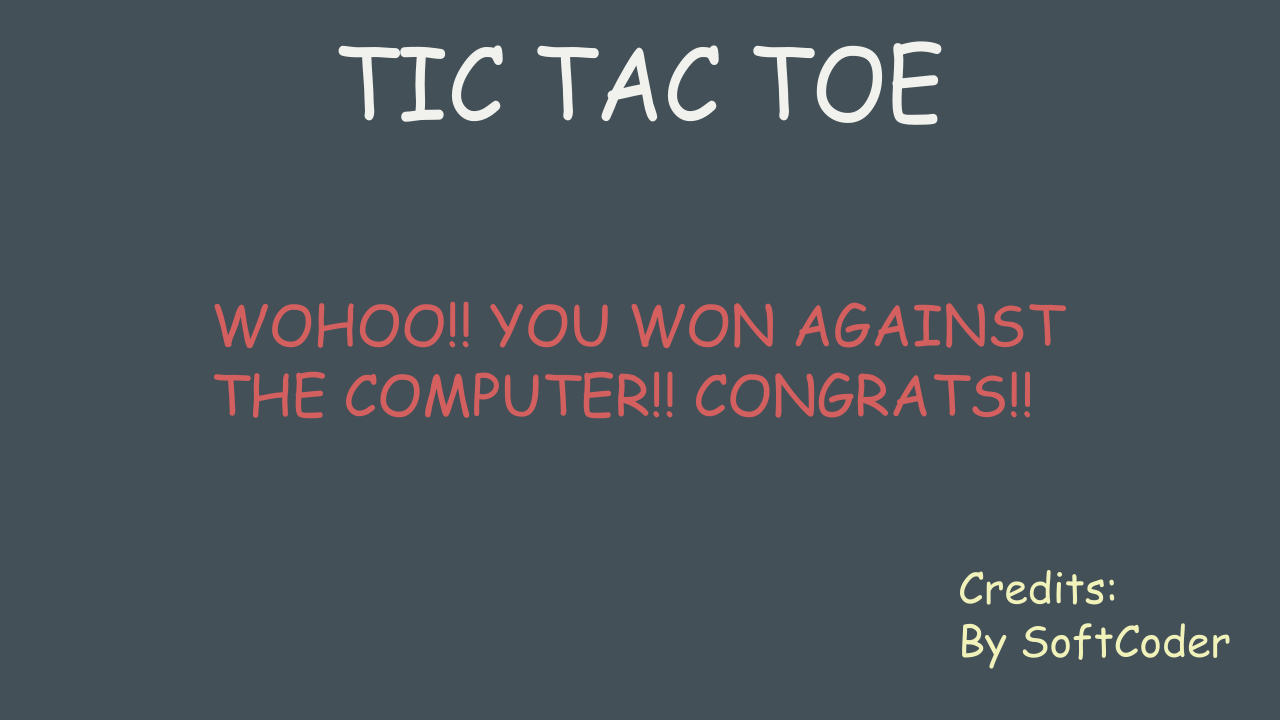 TIC TAC TOE
WOHOO!! YOU WON AGAINST
THE COMPUTER!! CONGRATS!!
Credits:
By SoftCoder